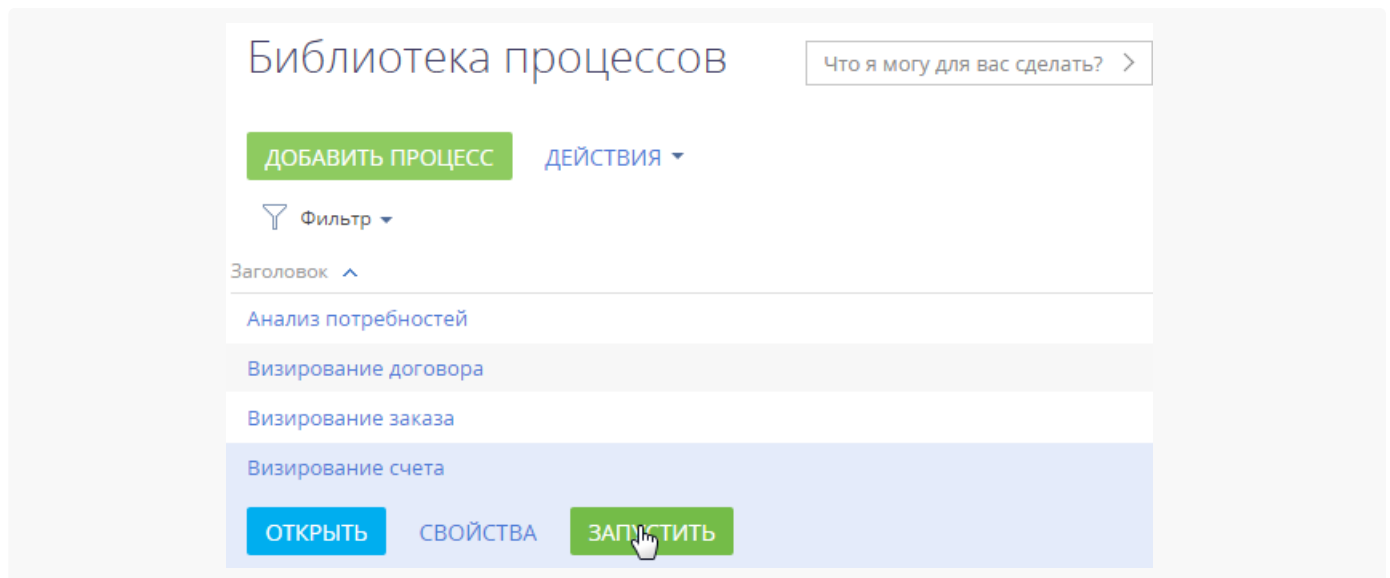 Библиотека процессов
Что я могу для вас сделать?
ДОБАВИТЬ ПРОЦЕСС ДЕЙСТВИЯ
Фильтр
Заголовок
Анализ потребностей
Визирование договора
Визирование заказа
Визирование счета
ОТКРЫТЬ СВОЙСТВА ЗАПУСТИТЬ